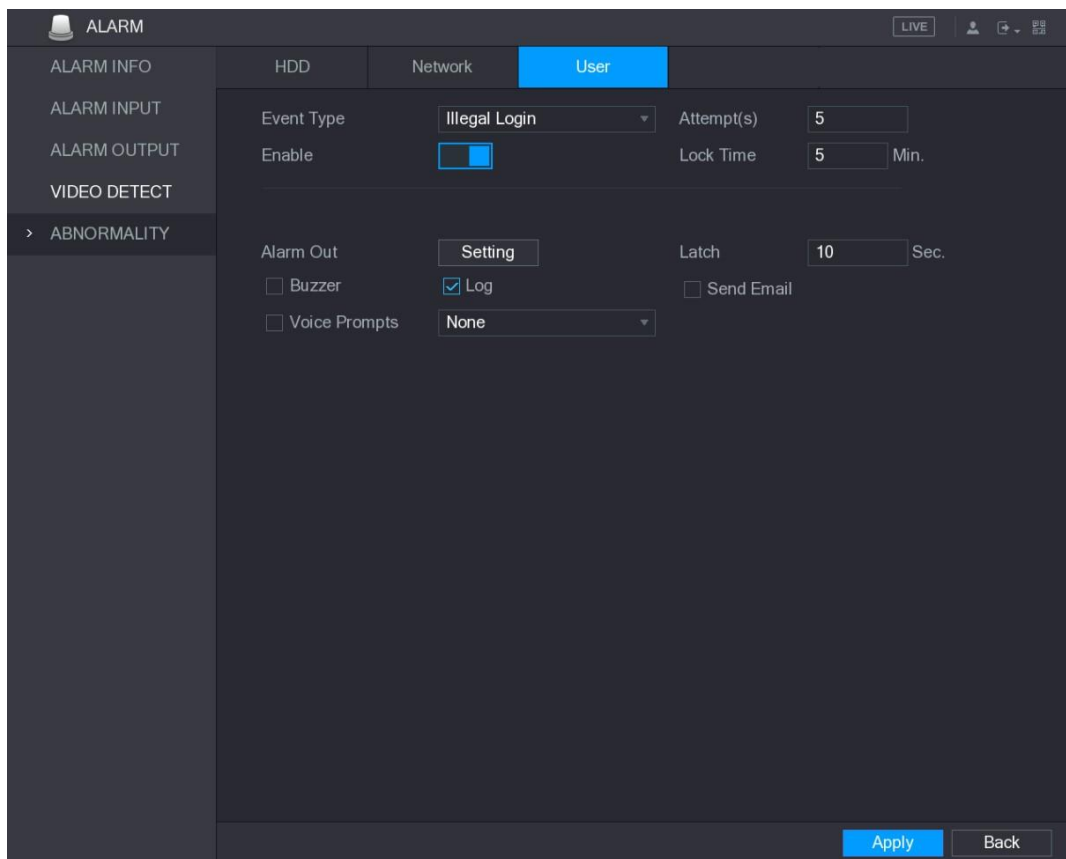 ALARM
LIVE
ALARM INFO
ALARM INPUT
ALARM OUTPUT
VIDEO DETECT
> ABNORMALITY
HDD Network User
Event Type Illegal Login Attempt(s) 5
Enable Lock Time 5 Min.
Alarm Out Setting Latch 10 Sec.
Buzzer Log Send Email
Voice Prompts None
Apply Back